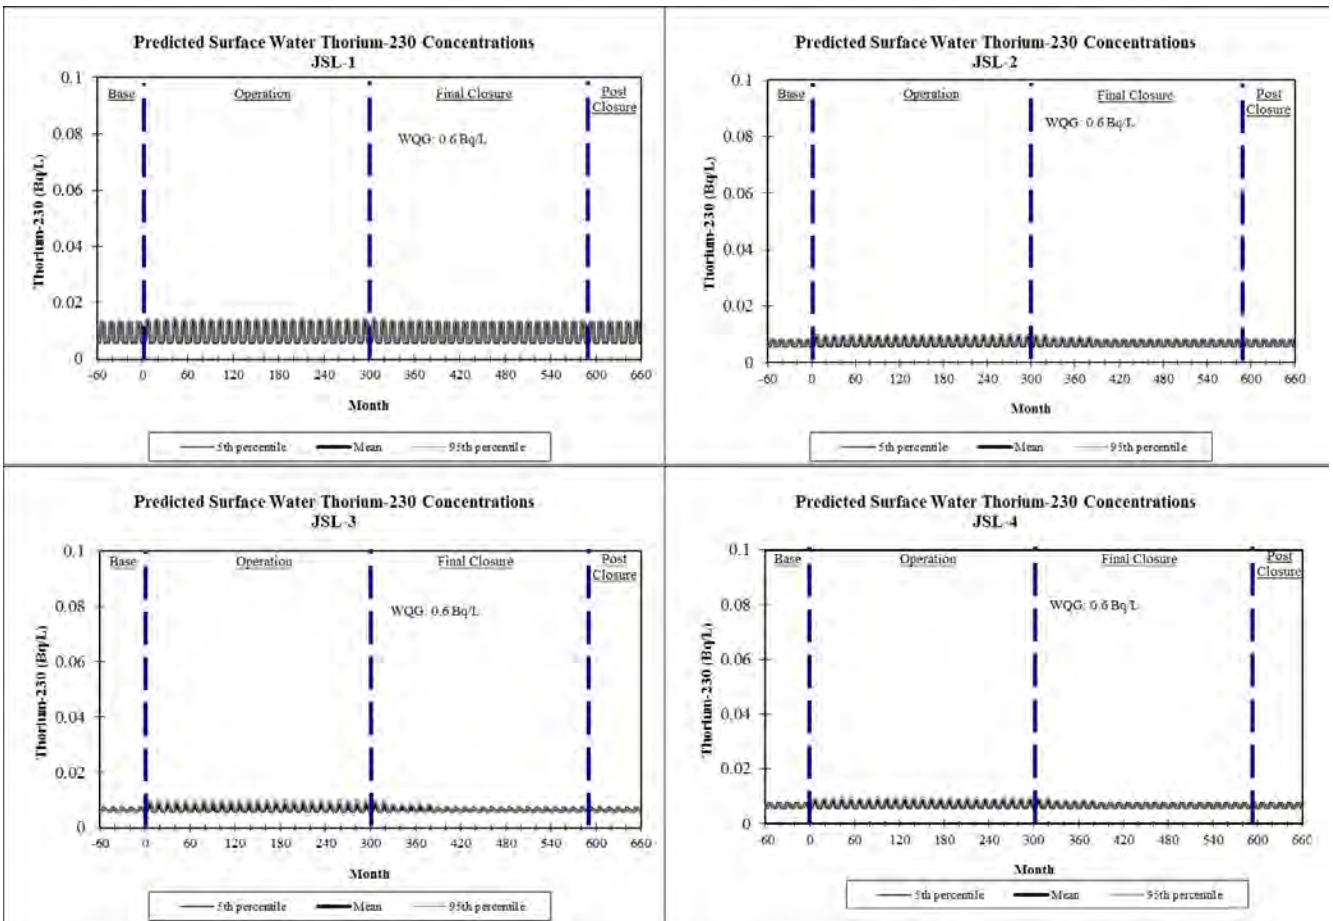 Predicted Surface Water Thorium-230 Concentrations
JSL-1
0.1
0.08
0.06
0.04
0.02
0
Thorium-230 (Bq/L)
Base
Operation
Final Closure
Post
Closure
WQG: 0.6 Bq/L
-60 0 60 120 180 240 300 360 420 480 540 600 660
Month
5th percentile Mean 95th percentile
Predicted Surface Water Thorium-230 Concentrations
JSL-2
0.1
0.08
0.06
0.04
0.02
0
Thorium-230 (Bq/L)
Base
Operation
Final Closure
Post
Closure
WQG: 0.6 Bq/L
-60 0 60 120 180 240 300 360 420 480 540 600 660
Month
5th percentile Mean 95th percentile
Predicted Surface Water Thorium-230 Concentrations
JSL-3
0.1
0.08
0.06
0.04
0.02
0
Thorium-230 (Bq/L)
Base
Operation
Final Closure
Post
Closure
WQG: 0.6 Bq/L
-60 0 60 120 180 240 300 360 420 480 540 600 660
Month
5th percentile Mean 95th percentile
Predicted Surface Water Thorium-230 Concentrations
JSL-4
0.1
0.08
0.06
0.04
0.02
0
Thorium-230 (Bq/L)
Base
Operation
Final Closure
Post
Closure
WQG: 0.6 Bq/L
-60 0 60 120 180 240 300 360 420 480 540 600 660
Month
5th percentile Mean 95th percentile